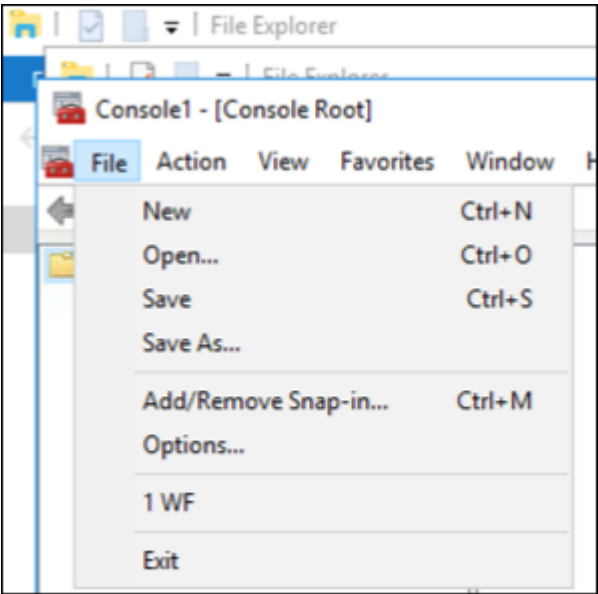 File Explorer
File Explorer
Console1 - [Console Root]
File Action View Favorites Window
New Ctrl+N
Open... Ctrl+O
Save Ctrl+S
Save As...
Add/Remove Snap-in... Ctrl+M
Options...
1 WF
Exit